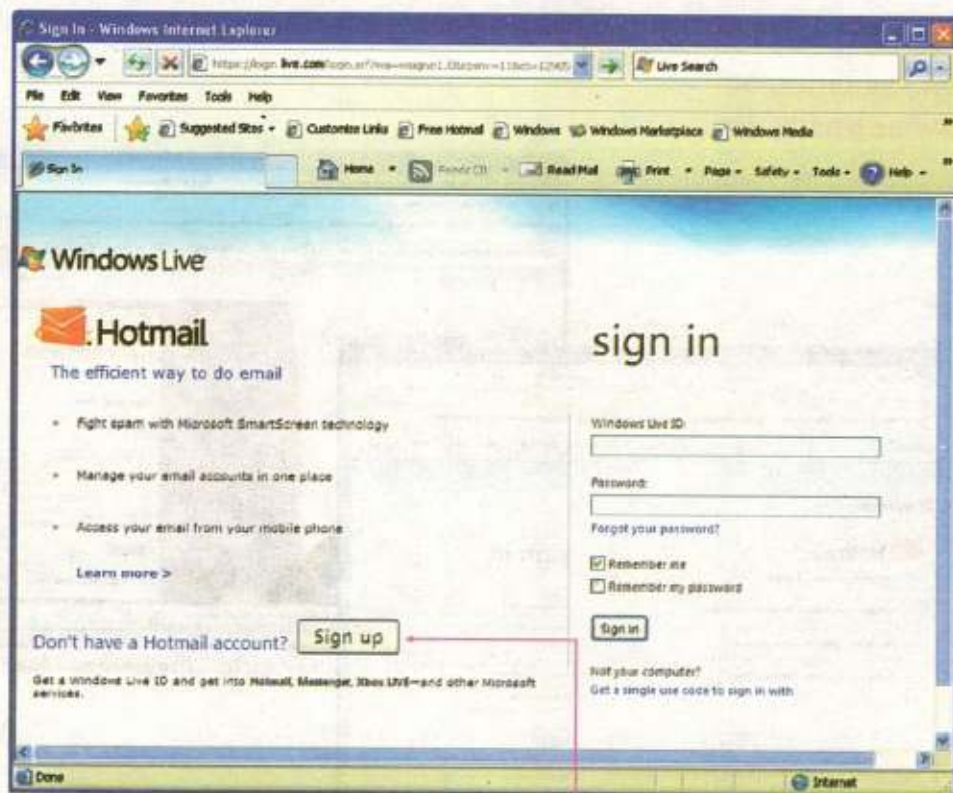 Sign In - Windows Internet Explorer
live.com
Live Search
File Edit View Favorites Tools Help
Favorites Suggested Sites Customize Links Free Hotmail Windows Windows Marketplace Windows Media
Sign In Home Read Mail Print Page Safety Tools Help
Windows Live
Hotmail
The efficient way to do email
Fight spam with Microsoft SmartScreen technology
Manage your email accounts in one place
Access your email from your mobile phone
Learn more >
Don't have a Hotmail account? Sign up
Get a Windows Live ID and get into Hotmail, Messenger, Xbox LIVE—and other Microsoft
services.
sign in
Windows Live ID:
Password:
Forgot your password?
Remember me
Remember my password
Sign in
Not your computer?
Get a single use code to sign in with
Done Internet